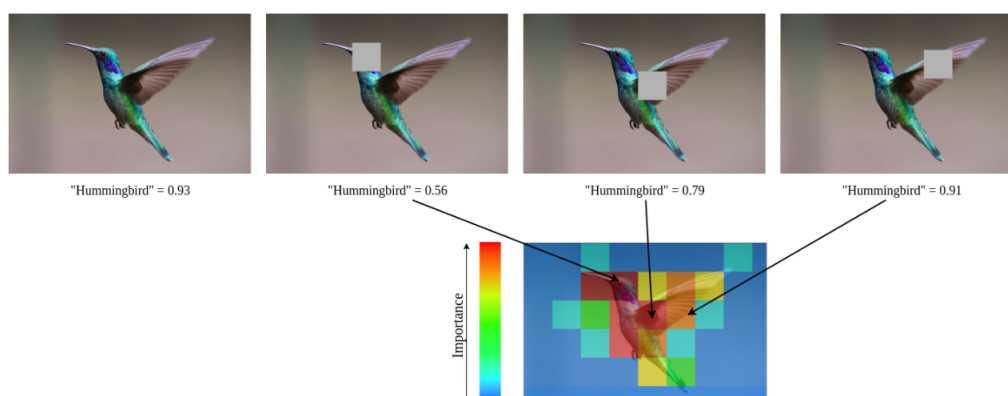 "Hummingbird" = 0.93
"Hummingbird" = 0.56
"Hummingbird" = 0.79
"Hummingbird" = 0.91
Importance